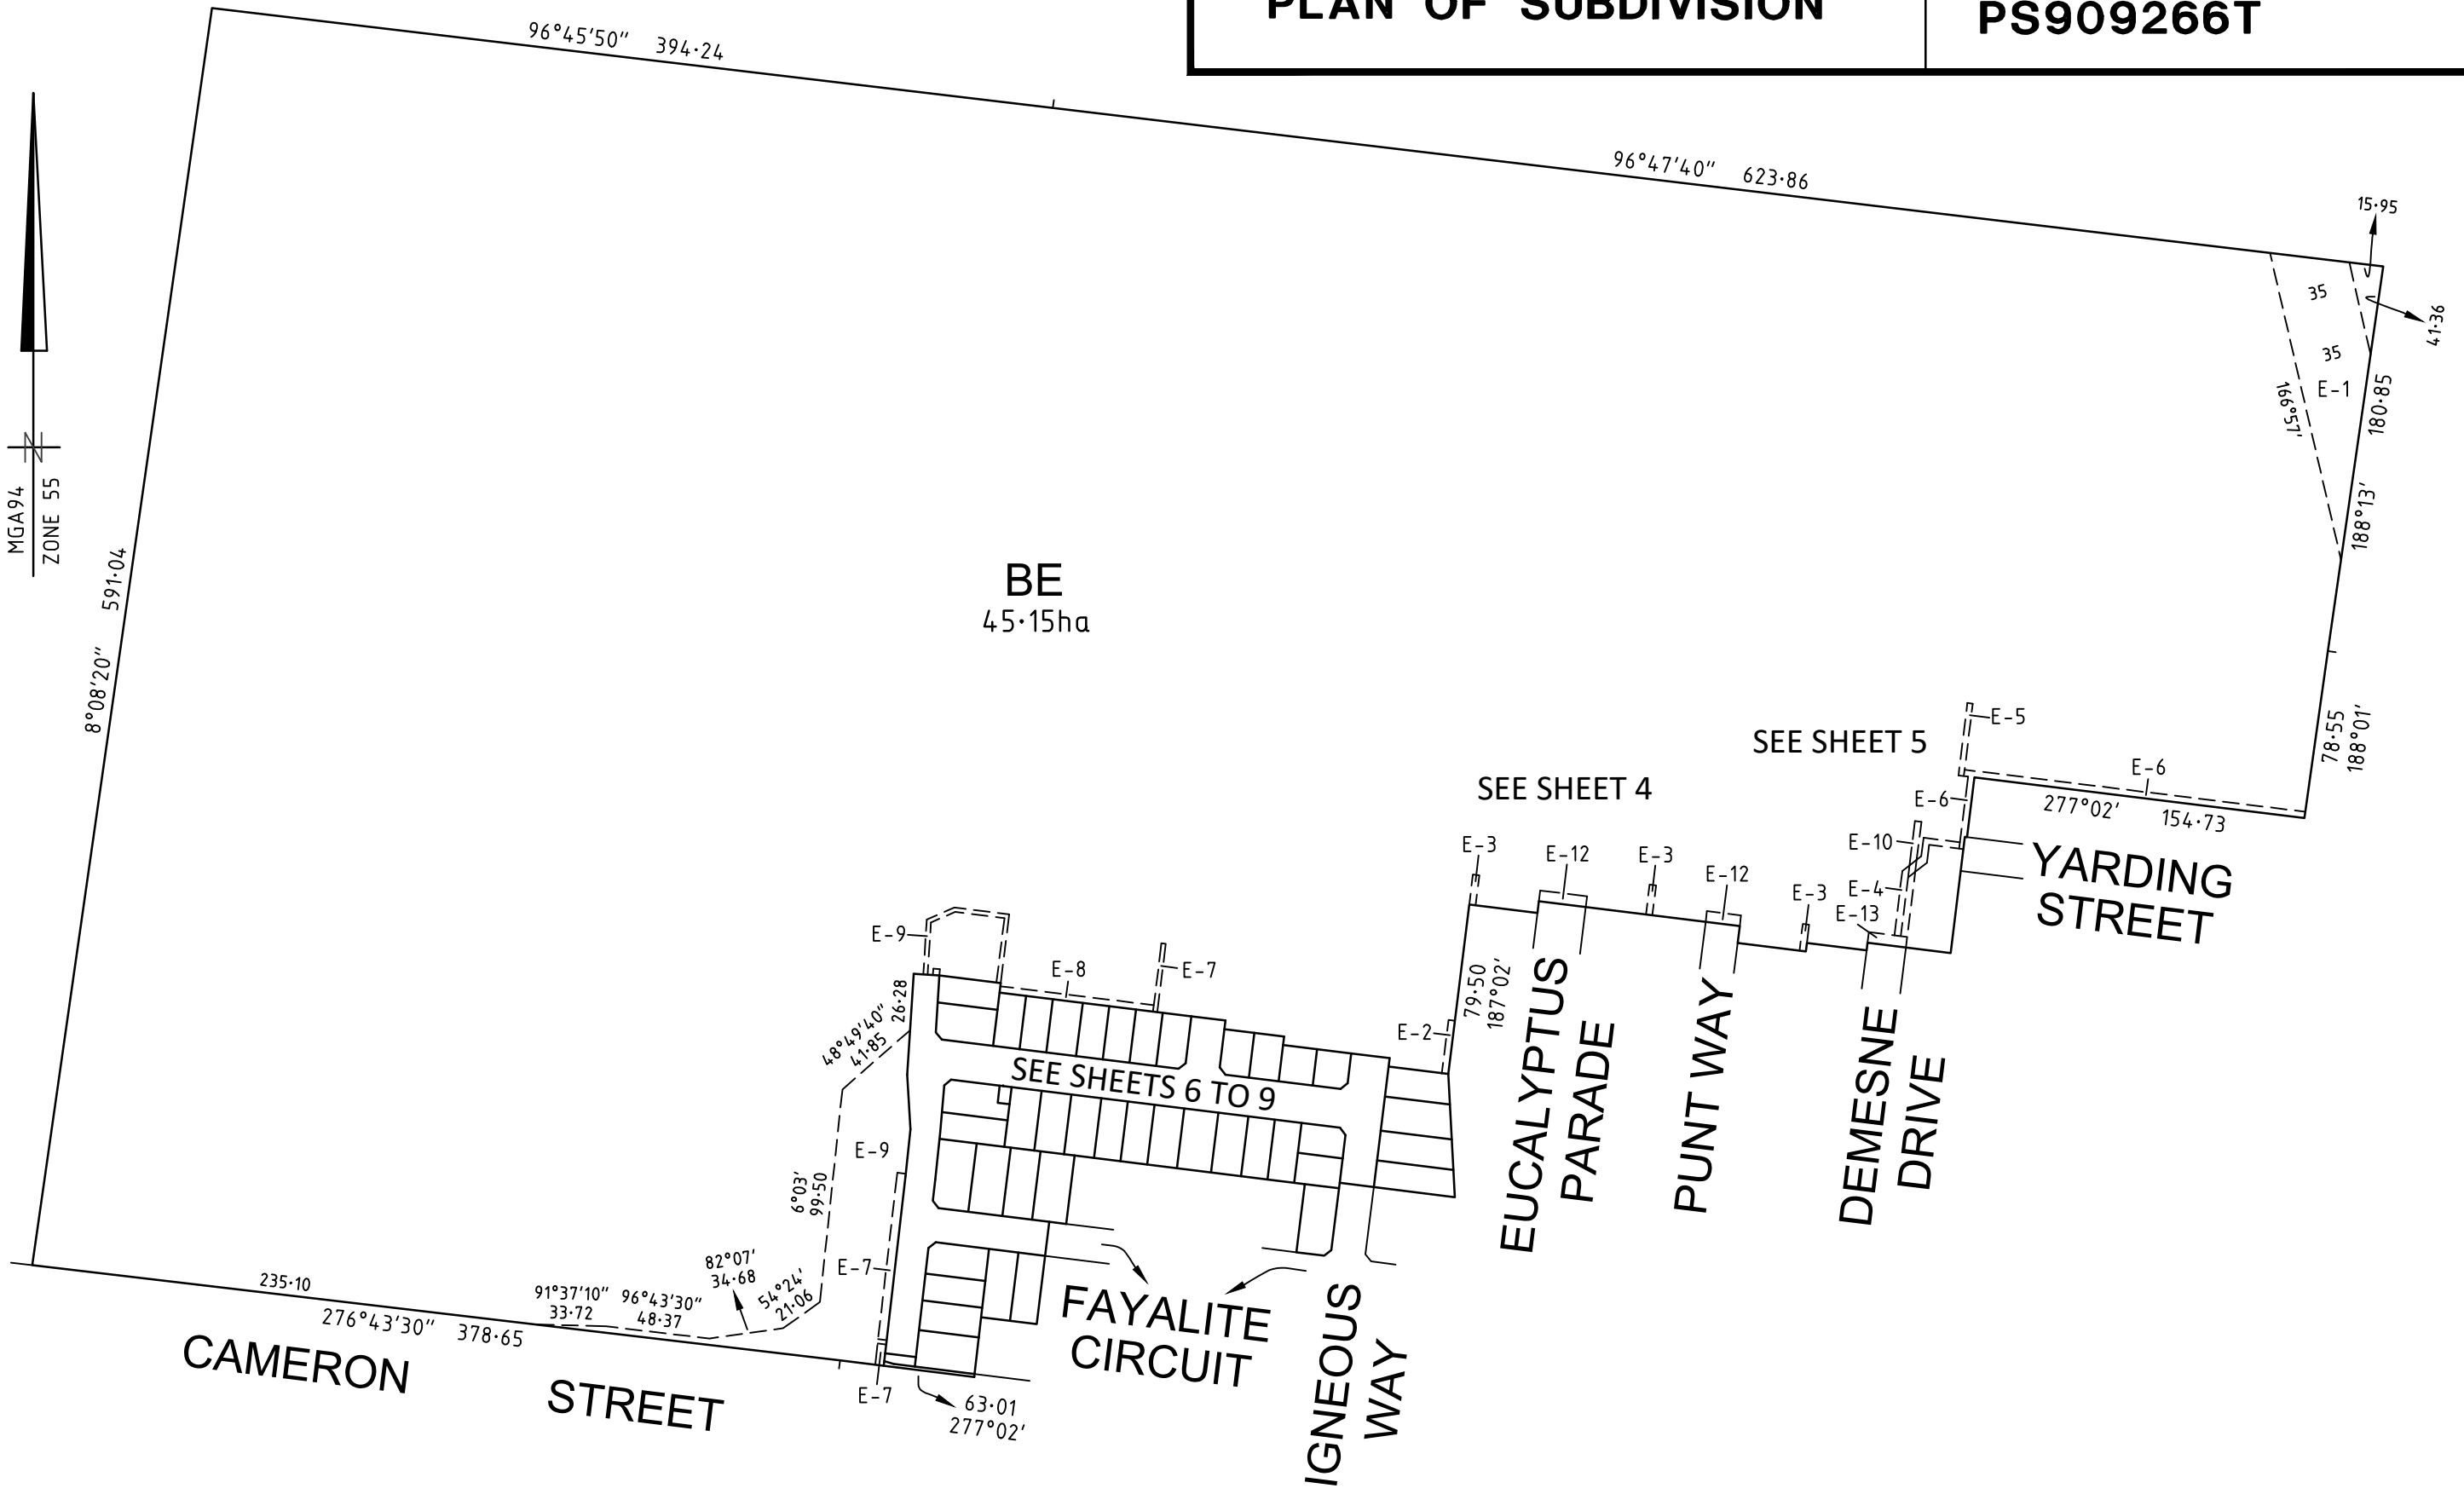 PLAN OF SUBDIVISION
PS909266T
96°45'50" 394·24
96°47'40" 623·86
15·95
41·36
35
35
E-1
166°57'
180·85
188°13'
78·55
188°01'
MGA94
ZONE 55
N
8°08'20" 591·04
BE
45·15ha
SEE SHEET 5
SEE SHEET 4
E-5
E-6
277°02' 154·73
E-6
E-10
E-4
E-13
YARDING
STREET
E-3
E-12
E-3
E-12
E-3
79·50
187°02'
E-2
EUCALYPTUS
PARADE
PUNT WAY
DEMESNE
DRIVE
E-9
E-8
E-7
26·28
48°49'40"
41·85
SEE SHEETS 6 TO 9
E-9
6°03'
99·50
E-7
82°07'
34·68
54°24'
21·06
235·10
91°37'10"
33·72
96°43'30"
48·37
276°43'30" 378·65
CAMERON STREET
E-7
63·01
277°02'
FAYALITE
CIRCUIT
IGNEOUS
WAY